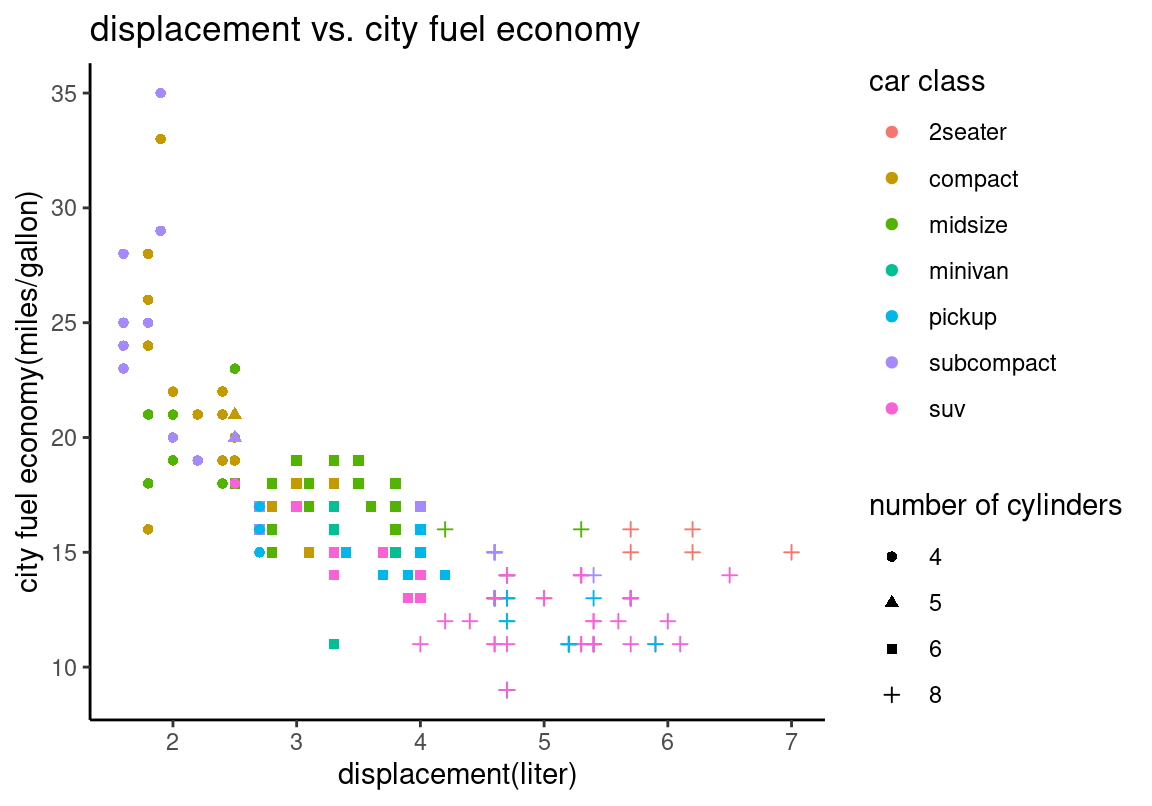 displacement vs. city fuel economy
city fuel economy(miles/gallon)
35
30
25
20
15
10
2 3 4 5 6 7
displacement(liter)
car class
2seater
compact
midsize
minivan
pickup
subcompact
suv
number of cylinders
4
5
6
8